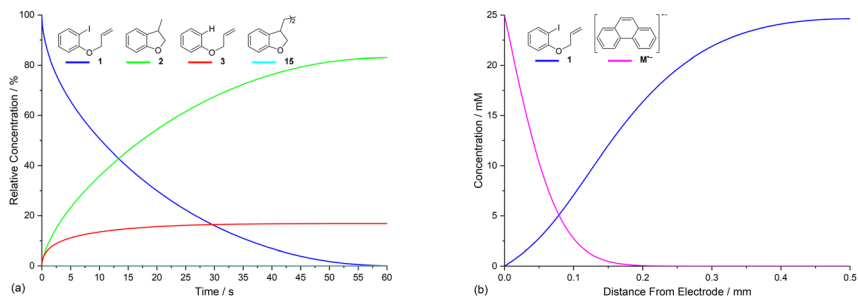 I
O
1
2
O
H
O
3
)2
O
15
I
O
1
M•−
•−
100
80
60
40
20
0
Relative Concentration / %
0 5 10 15 20 25 30 35 40 45 50 55 60
Time / s
(a)
25
20
15
10
5
0
Concentration / mM
0.0 0.1 0.2 0.3 0.4 0.5
Distance From Electrode / mm
(b)